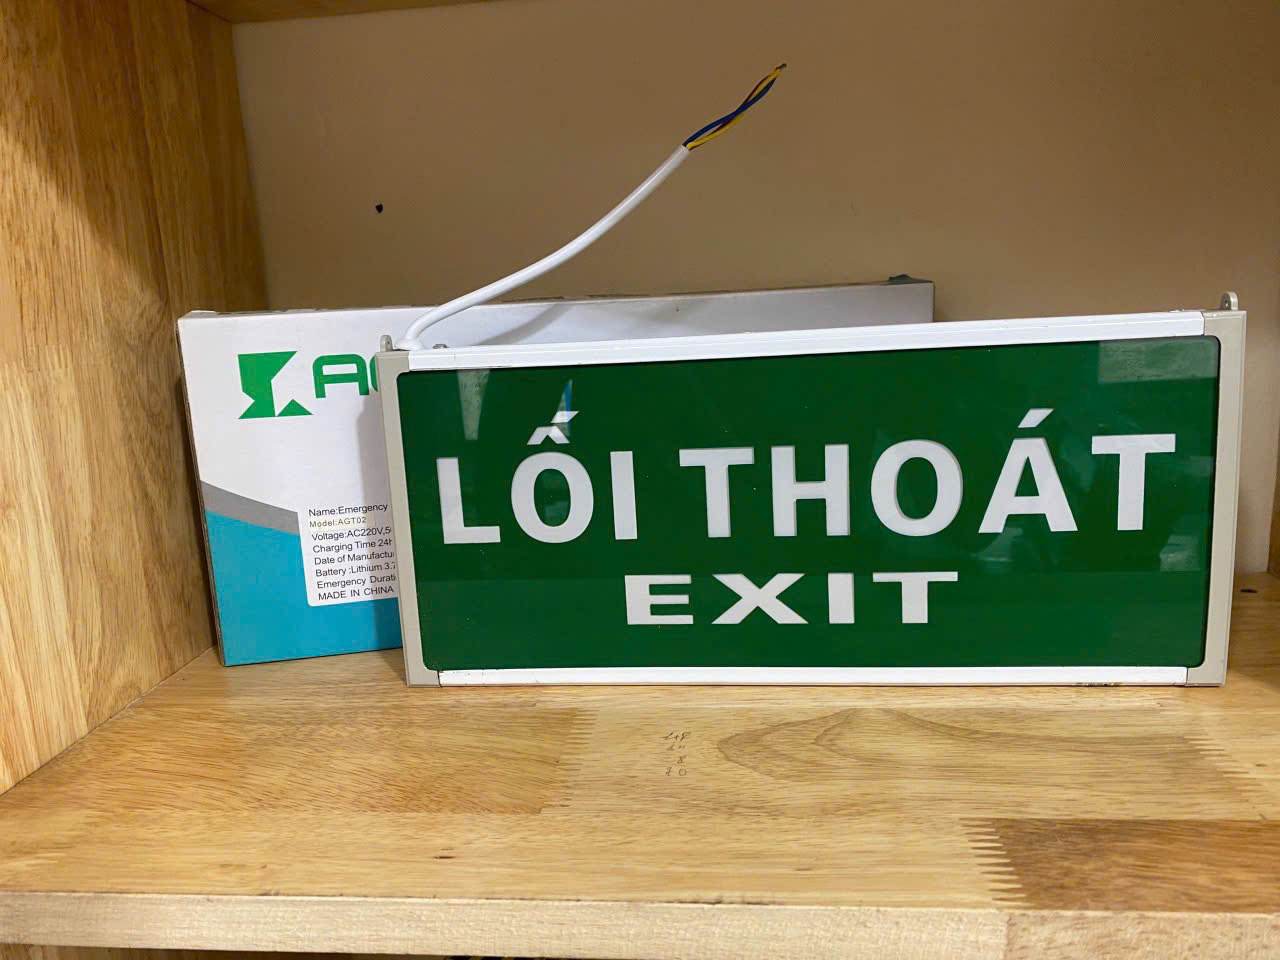 Name:Emergency
Model:AGT02
Voltage:AC220V,5
Charging Time 24H
Date of Manufactu
Battery :Lithium 3.7
Emergency Durati
MADE IN CHINA
LỐI THOÁT
EXIT